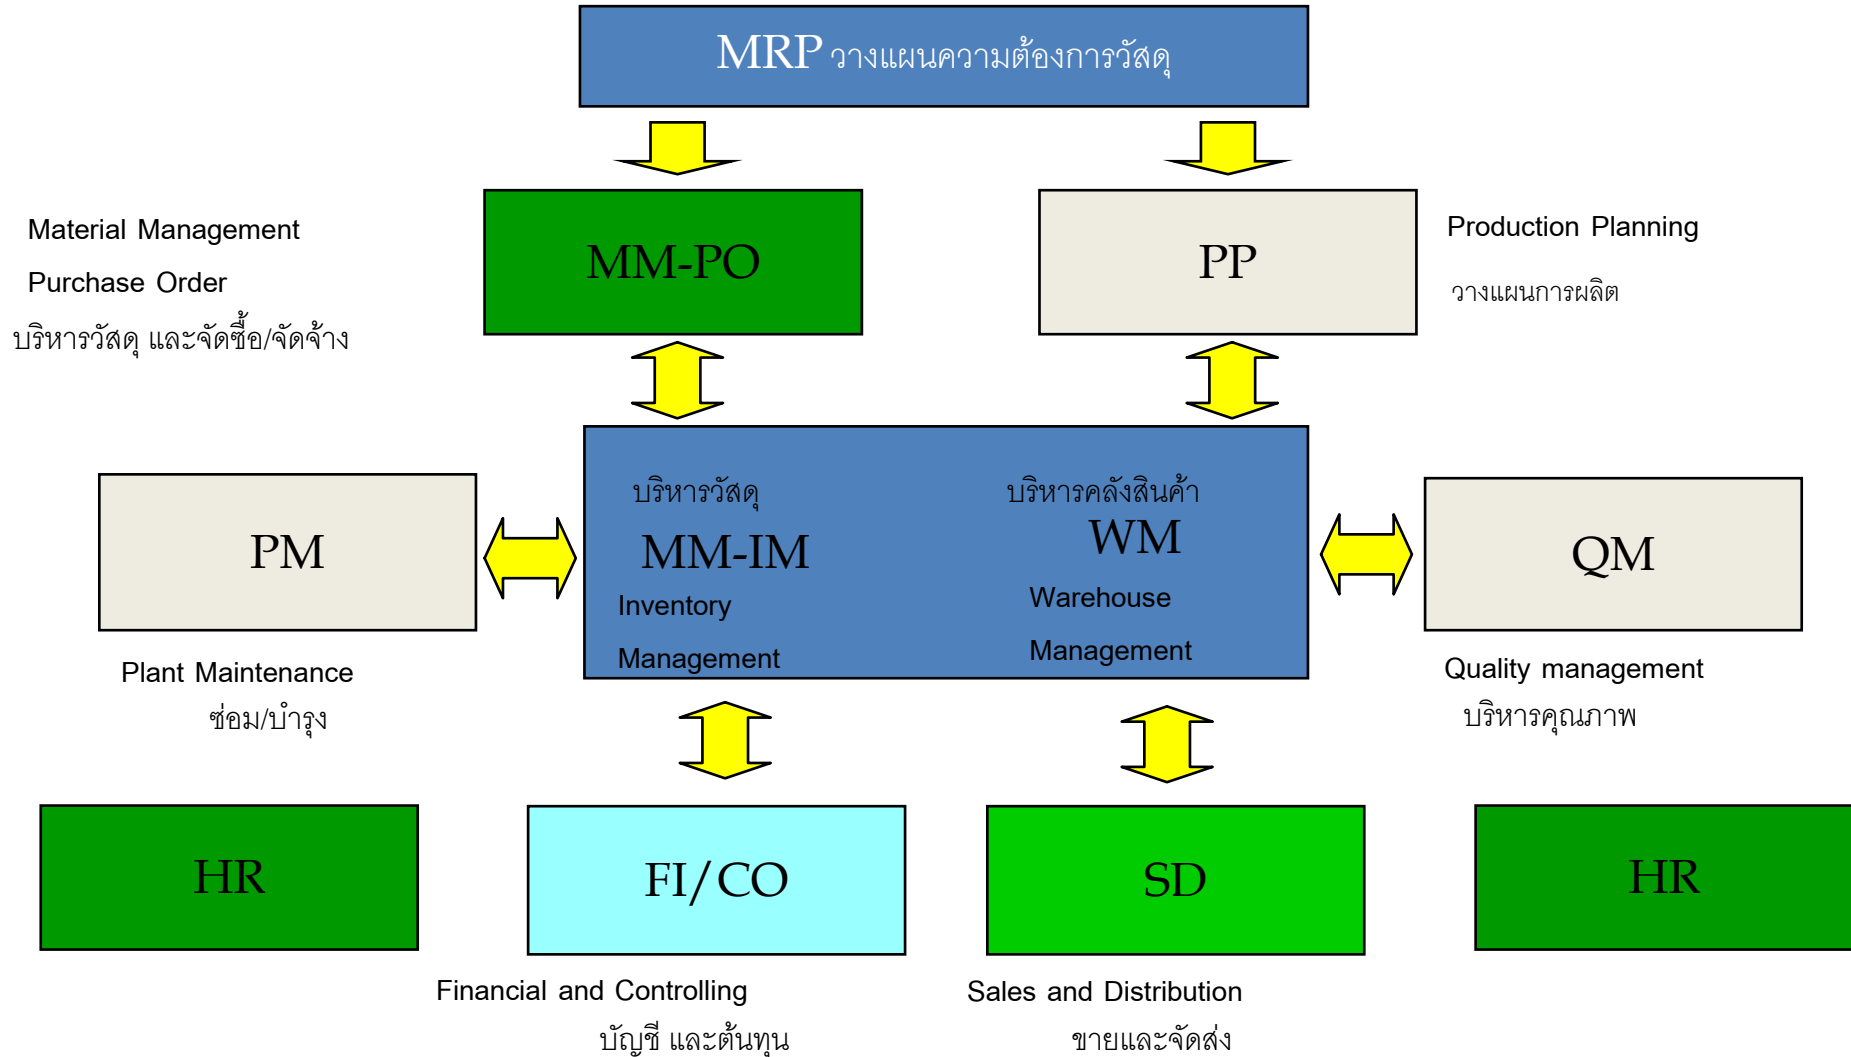 MRP วางแผนความต้องการวัสดุ
Material Management
Purchase Order
บริหารวัสดุ และจัดซื้อ/จัดจ้าง
MM-PO
PP
Production Planning
วางแผนการผลิต
PM
Plant Maintenance
ซ่อม/บำรุง
บริหารวัสดุ
MM-IM
Inventory
Management
บริหารคลังสินค้า
WM
Warehouse
Management
QM
Quality management
บริหารคุณภาพ
HR
FI/CO
Financial and Controlling
บัญชี และต้นทุน
SD
Sales and Distribution
ขายและจัดส่ง
HR